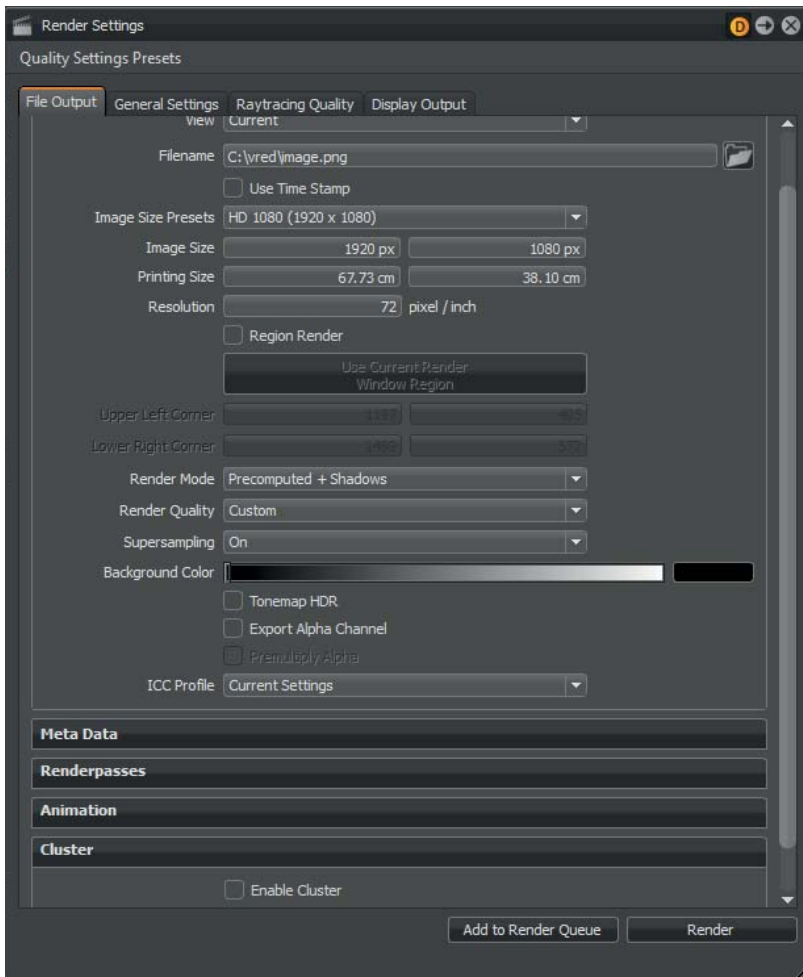 Render Settings
D
Quality Settings Presets
File Output General Settings Raytracing Quality Display Output
View Current
Filename C:\vred\image.png
Use Time Stamp
Image Size Presets HD 1080 (1920 x 1080)
Image Size 1920 px 1080 px
Printing Size 67.73 cm 38.10 cm
Resolution 72 pixel / inch
Region Render
Use Current Render
Window Region
Upper Left Corner
Lower Right Corner
Render Mode Precomputed + Shadows
Render Quality Custom
Supersampling On
Background Color
Tonemap HDR
Export Alpha Channel
Premultiply Alpha
ICC Profile Current Settings
Meta Data
Renderpasses
Animation
Cluster
Enable Cluster
Add to Render Queue Render